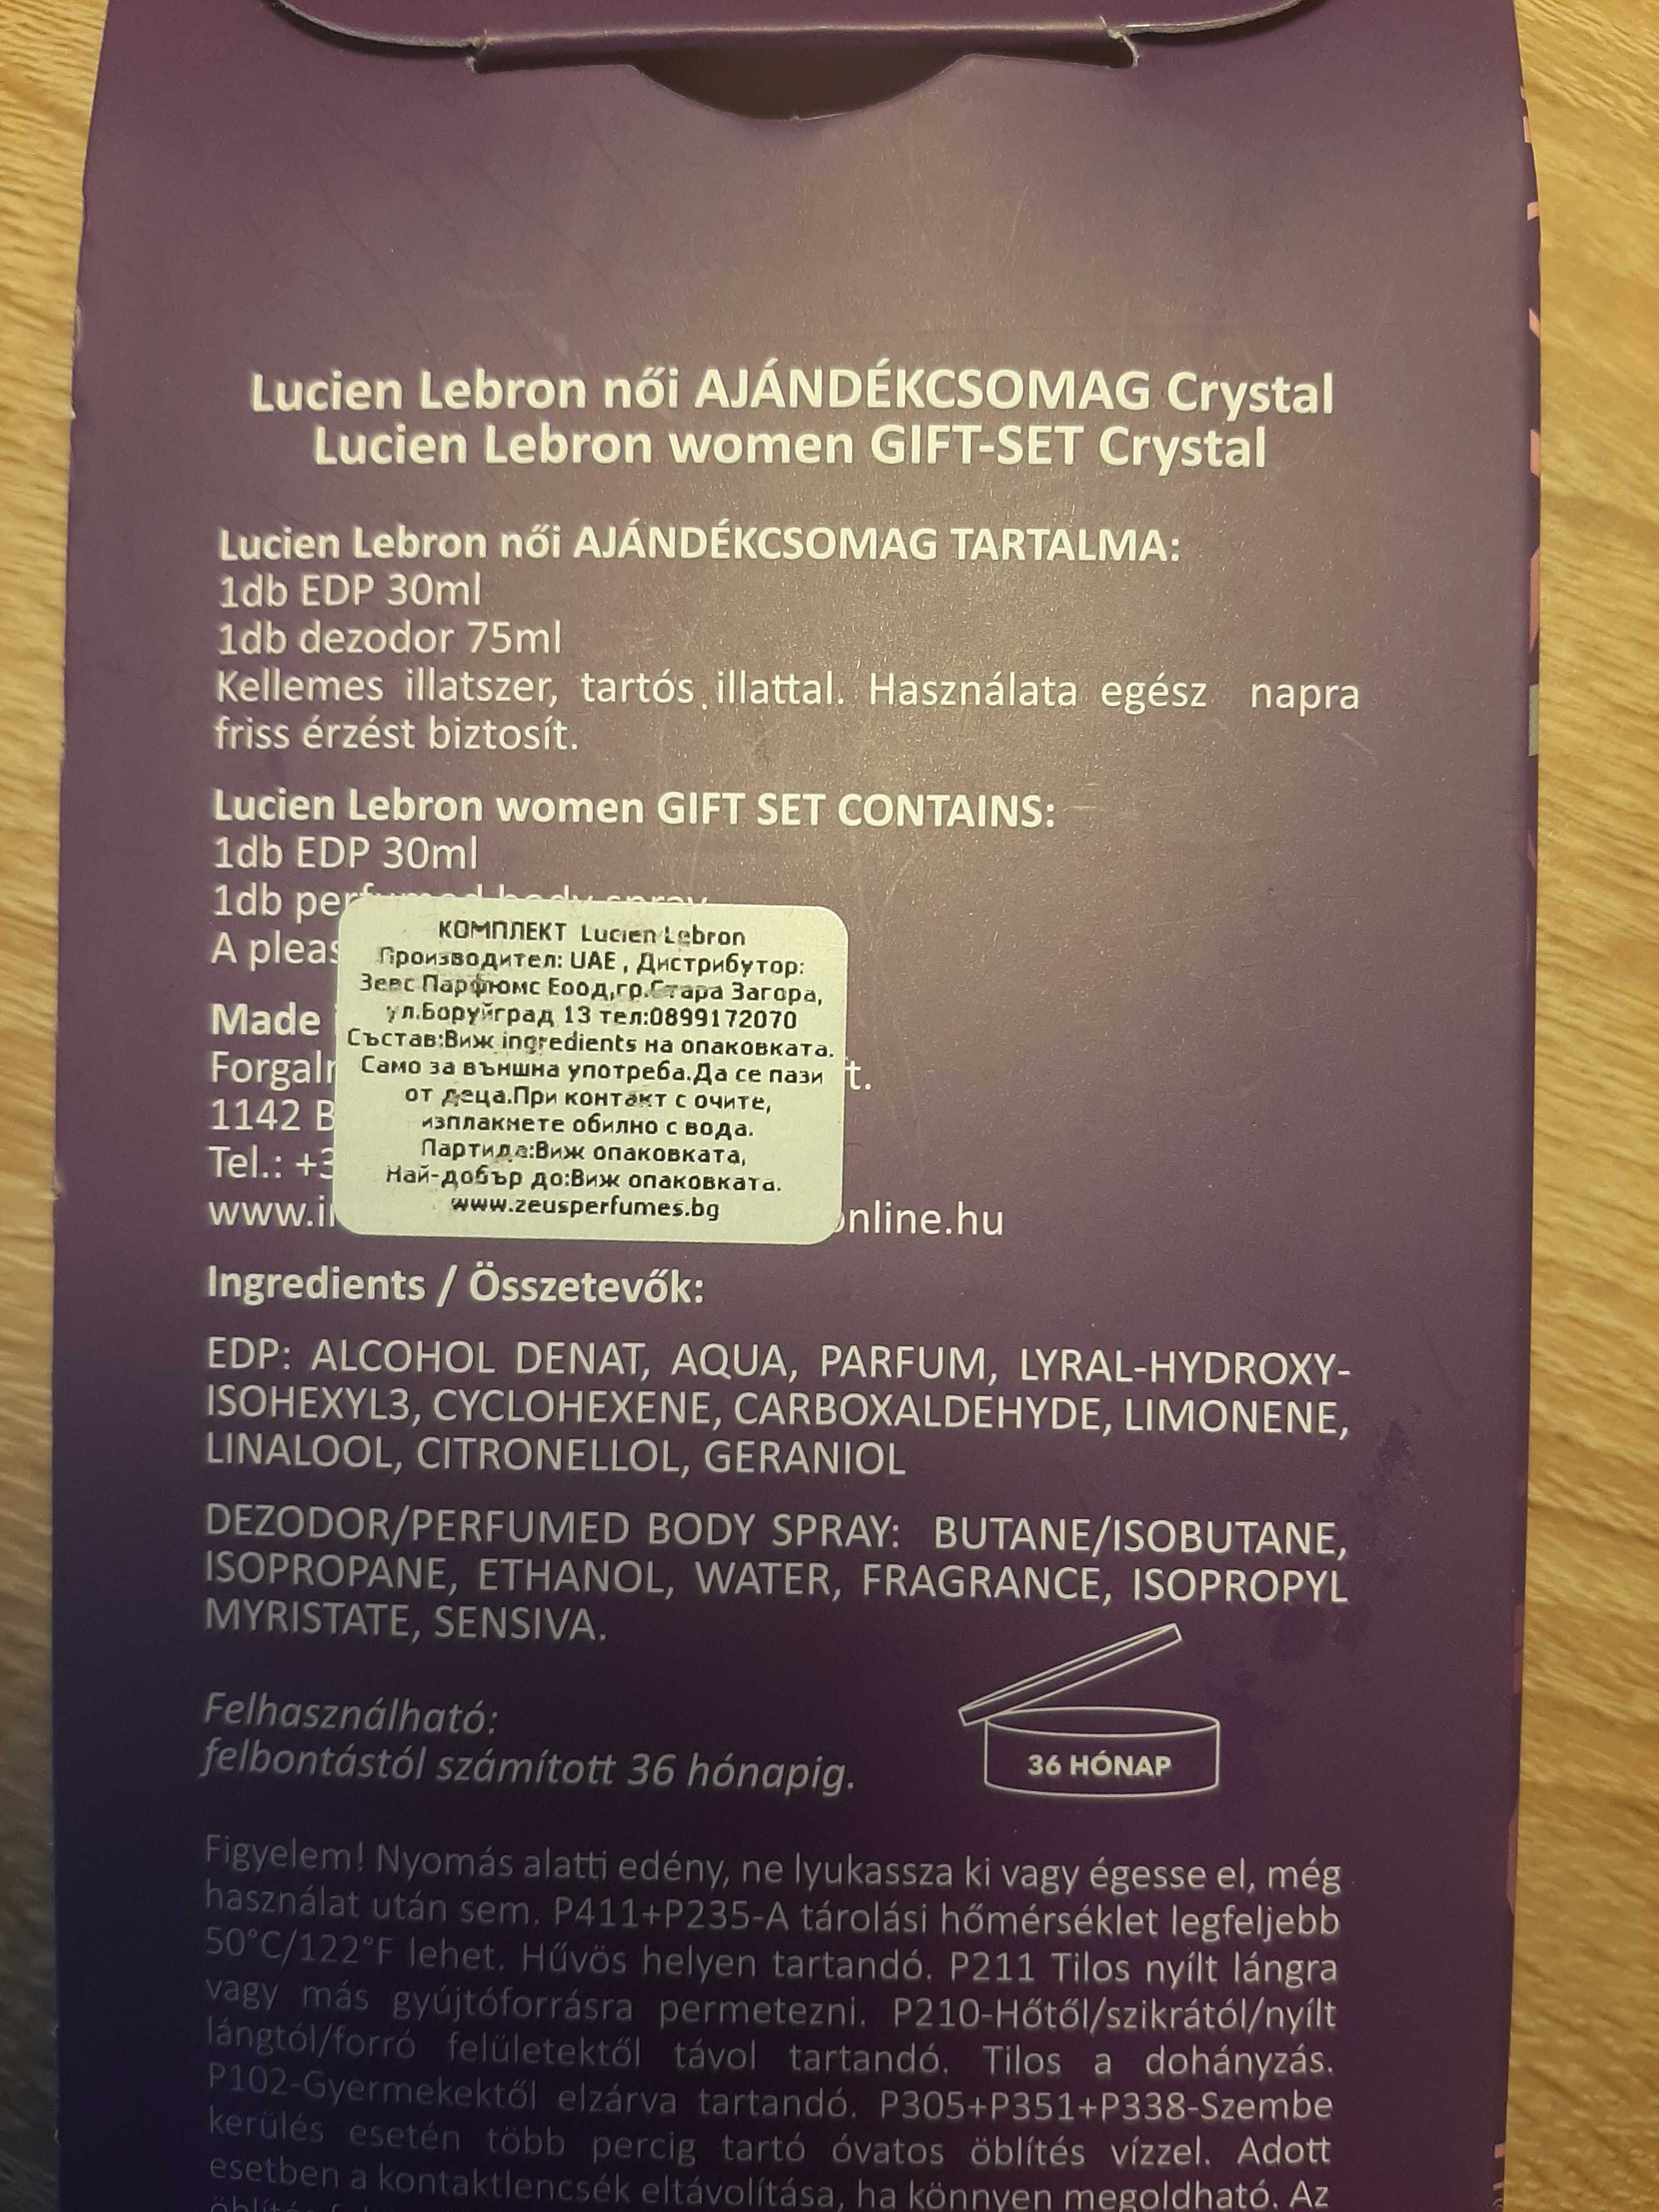 Lucien Lebron női AJÁNDÉKCSOMAG Crystal
Lucien Lebron women GIFT-SET Crystal
Lucien Lebron női AJÁNDÉKCSOMAG TARTALMA:
1db EDP 30ml
1db dezodor 75ml
Kellemes illatszer, tartós illattal. Használata egész napra
friss érzést biztosít.
Lucien Lebron women GIFT SET CONTAINS:
1db EDP 30ml
1db perfumed body spray
A
Made
1142
Tel.:
КОМПЛЕКТ Lucien Lebron
Производител: UAE , Дистрибутор:
Зевс Парфюмс Еоод,гр.Стара Загора,
ул.Боруйград 13 тел:0899172070
Състав:Виж ingredients на опаковката.
Само за външна употреба.Да се пази
от деца.При контакт с очите,
изплакнете обилно с вода.
Партида:Виж опаковката,
Най-добър до:Виж опаковката.
www.zeusperfumes.bg
Ingredients / Összetevők:
EDP: ALCOHOL DENAT, AQUA, PARFUM, LYRAL-HYDROXY-
ISOHEXYL3, CYCLOHEXENE, CARBOXALDEHYDE, LIMONENE,
LINALOOL, CITRONELLOL, GERANIOL
DEZODOR/PERFUMED BODY SPRAY: BUTANE/ISOBUTANE,
ISOPROPANE, ETHANOL, WATER, FRAGRANCE, ISOPROPYL
MYRISTATE, SENSIVA.
Felhasználható:
felbontástól számított 36 hónapig.
36 HÓNAP
Figyelem! Nyomás alatti edény, ne lyukassza ki vagy égesse el, még
használat után sem. P411+P235-A tárolási hőmérséklet legfeljebb
50°C/122°F lehet. Hűvös helyen tartandó. P211 Tilos nyílt lángra
vagy más gyújtóforrásra permetezni. P210-Hőtől/szikrától/nyílt
lángtól/forró felületektől távol tartandó. Tilos a dohányzás.
P102-Gyermekektől elzárva tartandó. P305+P351+P338-Szembe
kerülés esetén több percig tartó óvatos öblítés vízzel. Adott
esetben a kontaktlencsék eltávolítása, ha könnyen megoldható. Az